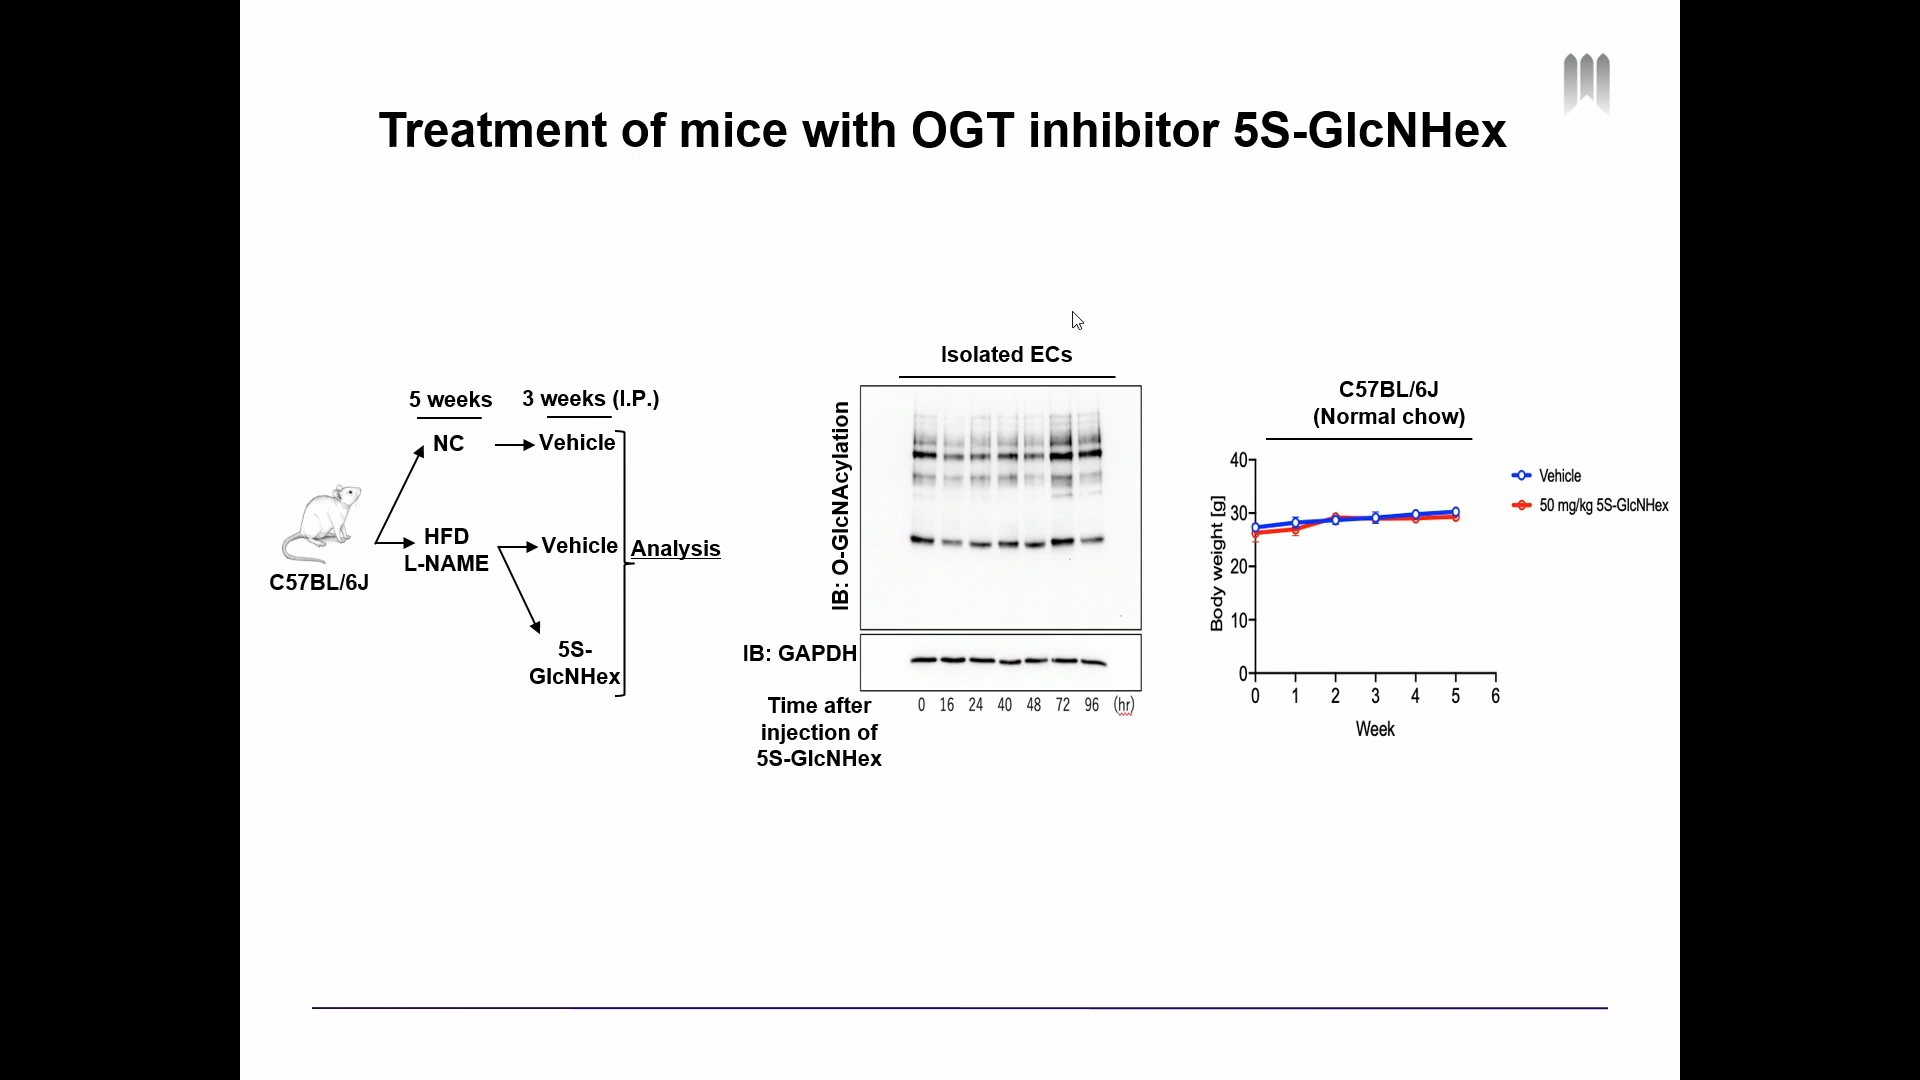 Treatment of mice with OGT inhibitor 5S-GlcNHex
5 weeks
3 weeks (I.P.)
NC
Vehicle
HFD
L-NAME
Vehicle
5S-
GlcNHex
Analysis
C57BL/6J
Isolated ECs
IB: O-GlcNAcylation
IB: GAPDH
Time after
injection of
5S-GlcNHex
0 16 24 40 48 72 96 (hr)
C57BL/6J
(Normal chow)
Body weight [g]
40
30
20
10
0
0 1 2 3 4 5 6
Week
Vehicle
50 mg/kg 5S-GlcNHex